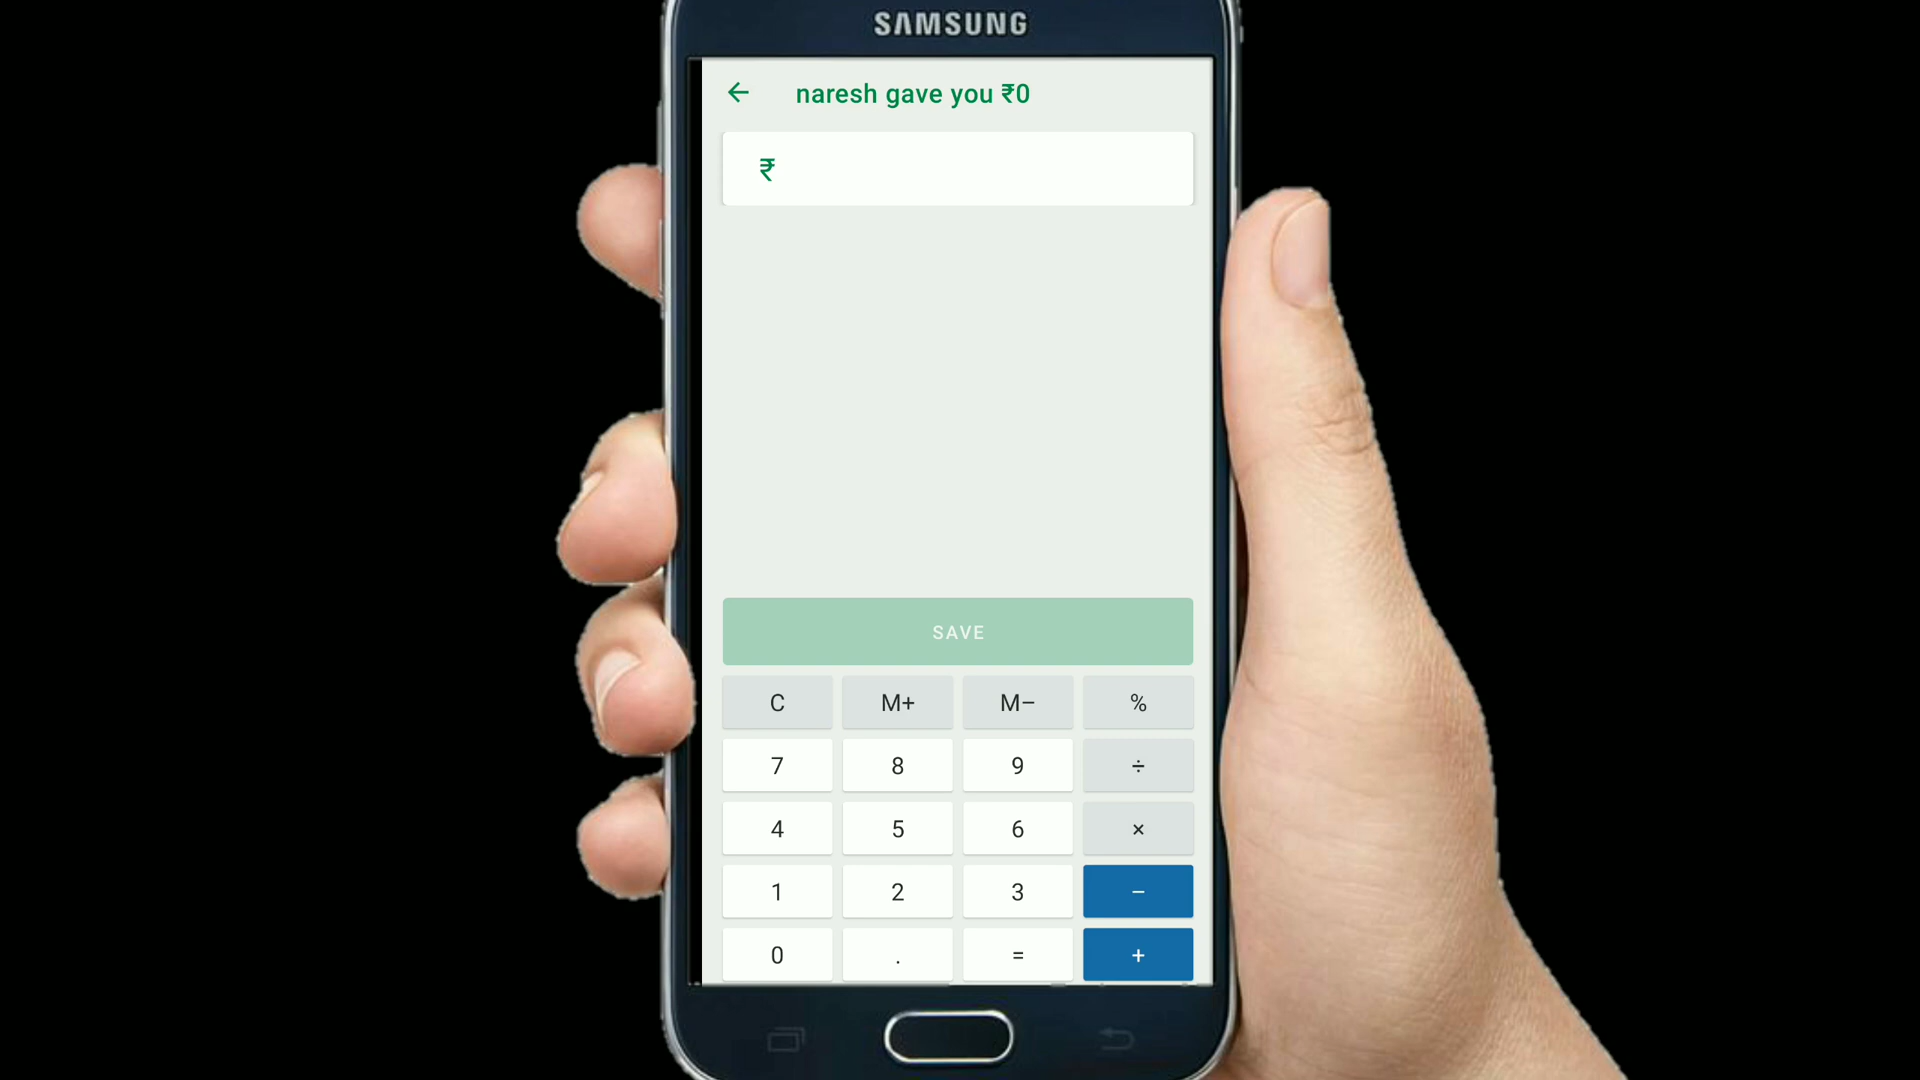 SAMSUNG
← naresh gave you ₹0
₹
SAVE
C M+ M− %
7 8 9 ÷
4 5 6 ×
1 2 3 −
0 . = +